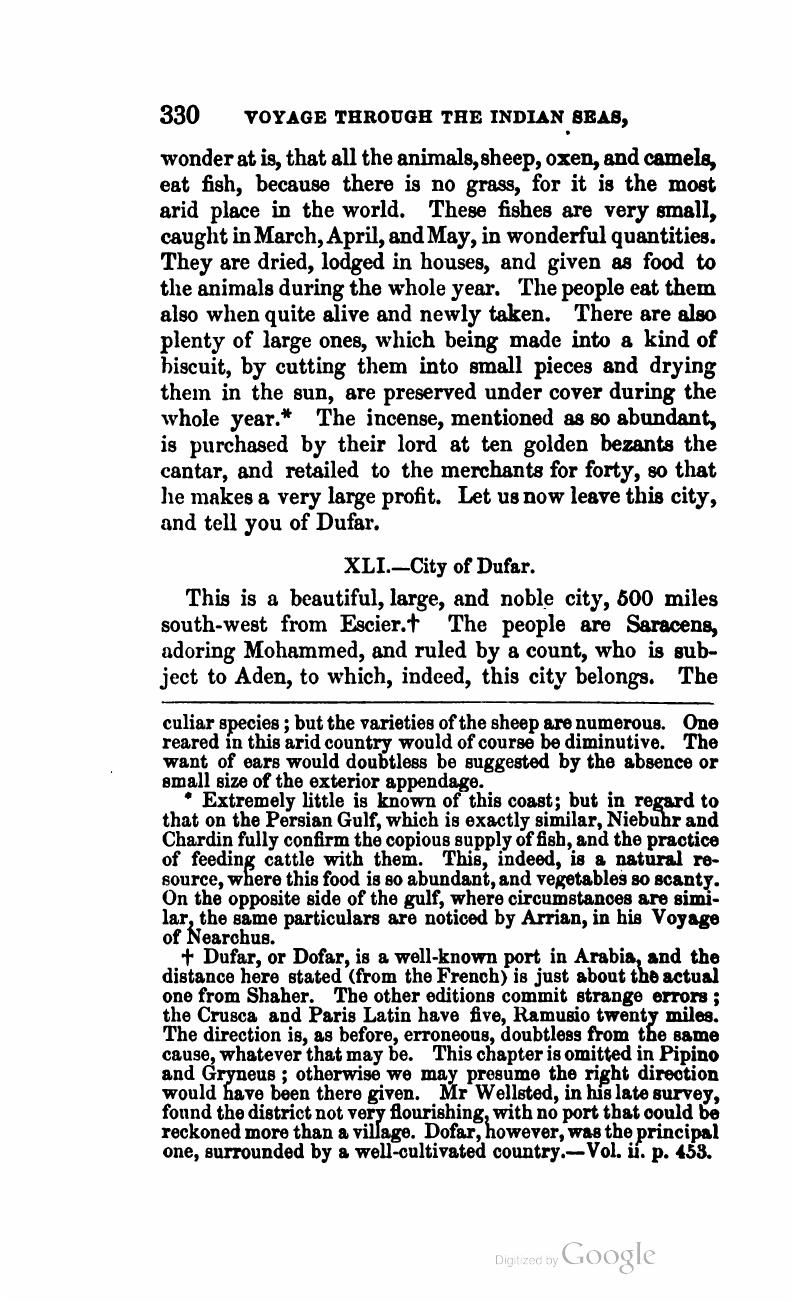 330 VOYAGE THROUGH THE INDIAN SEAS,
wonder at is, that all the animals, sheep, oxen, and camels,
eat fish, because there is no grass, for it is the most
arid place in the world. These fishes are very small,
caught in March, April, and May, in wonderful quantities.
They are dried, lodged in houses, and given as food to
the animals during the whole year. The people eat them
also when quite alive and newly taken. There are also
plenty of large ones, which being made into a kind of
biscuit, by cutting them into small pieces and drying
them in the sun, are preserved under cover during the
whole year.* The incense, mentioned as so abundant,
is purchased by their lord at ten golden bezants the
cantar, and retailed to the merchants for forty, so that
he makes a very large profit. Let us now leave this city,
and tell you of Dufar.
XLI.—City of Dufar.
This is a beautiful, large, and noble city, 500 miles
south-west from Escier.† The people are Saracens,
adoring Mohammed, and ruled by a count, who is sub-
ject to Aden, to which, indeed, this city belongs. The
culiar species; but the varieties of the sheep are numerous. One
reared in this arid country would of course be diminutive. The
want of ears would doubtless be suggested by the absence or
small size of the exterior appendage.
* Extremely little is known of this coast; but in regard to
that on the Persian Gulf, which is exactly similar, Niebuhr and
Chardin fully confirm the copious supply of fish, and the practice
of feeding cattle with them. This, indeed, is a natural re-
source, where this food is so abundant, and vegetables so scanty.
On the opposite side of the gulf, where circumstances are simi-
lar, the same particulars are noticed by Arrian, in his Voyage
of Nearchus.
† Dufar, or Dofar, is a well-known port in Arabia, and the
distance here stated (from the French) is just about the actual
one from Shaher. The other editions commit strange errors;
the Crusca and Paris Latin have five, Ramusio twenty miles.
The direction is, as before, erroneous, doubtless from the same
cause, whatever that may be. This chapter is omitted in Pipino
and Gryneus; otherwise we may presume the right direction
would have been there given. Mr Wellsted, in his late survey,
found the district not very flourishing, with no port that could be
reckoned more than a village. Dofar, however, was the principal
one, surrounded by a well-cultivated country.—Vol. ii. p. 453.
Digitized by Google